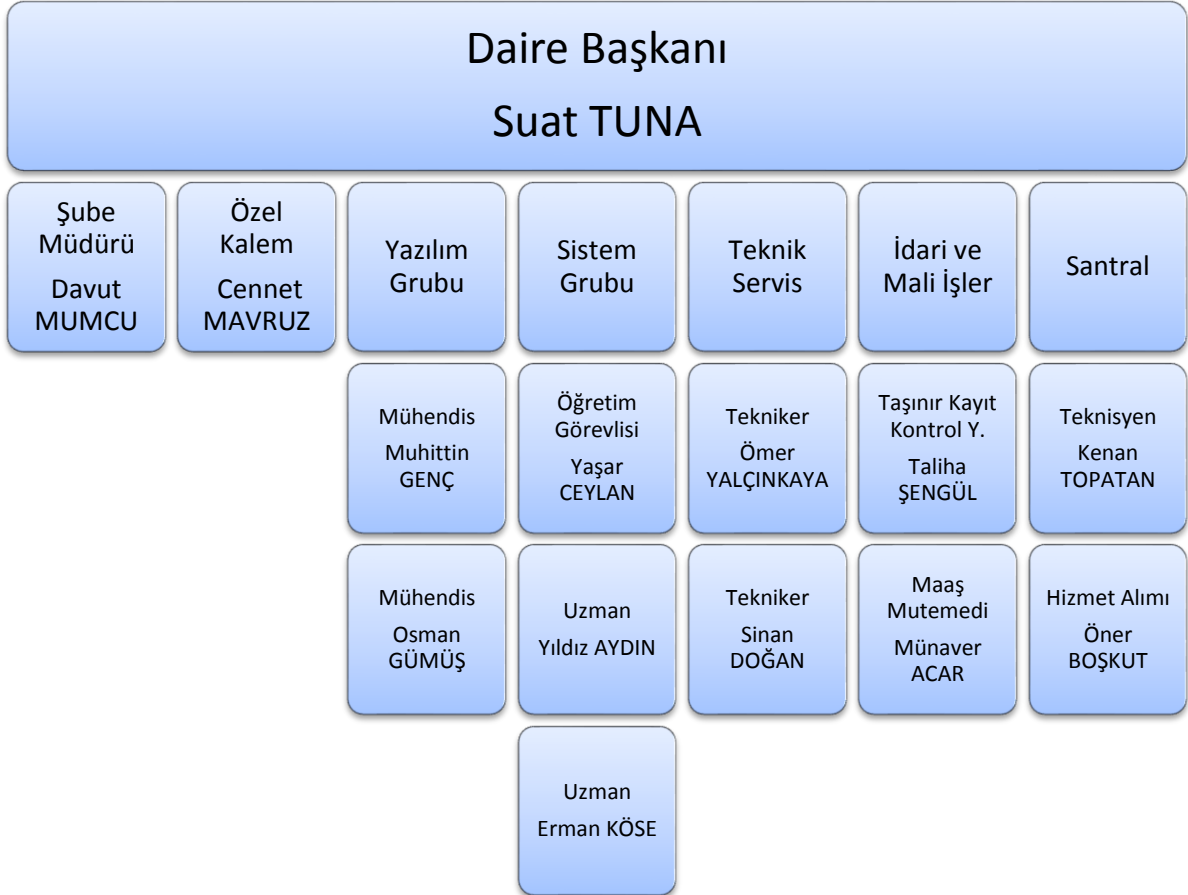 Daire Başkanı
Suat TUNA
Şube
Müdürü
Davut
MUMCU
Özel
Kalem
Cennet
MAVRUZ
Yazılım
Grubu
Sistem
Grubu
Teknik
Servis
İdari ve
Mali İşler
Santral
Mühendis
Muhittin
GENÇ
Öğretim
Görevlisi
Yaşar
CEYLAN
Tekniker
Ömer
YALÇINKAYA
Taşınır Kayıt
Kontrol Y.
Taliha
ŞENGÜL
Teknisyen
Kenan
TOPATAN
Mühendis
Osman
GÜMÜŞ
Uzman
Yıldız AYDIN
Tekniker
Sinan
DOĞAN
Maaş
Mutemedi
Münaver
ACAR
Hizmet Alımı
Öner
BOŞKUT
Uzman
Erman KÖSE